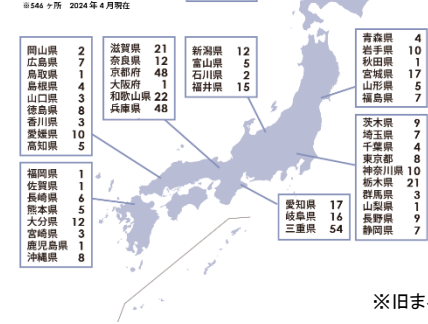 ※546 ヶ所　2024 年 4 月現在
岡山県 2
広島県 7
鳥取県 1
島根県 4
山口県 3
徳島県 8
香川県 3
愛媛県 10
高知県 5
滋賀県 21
奈良県 12
京都府 48
大阪府 1
和歌山県 22
兵庫県 48
新潟県 12
富山県 5
石川県 2
福井県 15
青森県 4
岩手県 10
秋田県 1
宮城県 17
山形県 5
福島県 7
茨木県 9
埼玉県 7
千葉県 4
東京都 8
神奈川県 10
栃木県 21
群馬県 3
山梨県 1
長野県 9
静岡県 7
福岡県 1
佐賀県 1
長崎県 6
熊本県 5
大分県 12
宮崎県 3
鹿児島県 1
沖縄県 8
愛知県 17
岐阜県 16
三重県 54
※旧ま